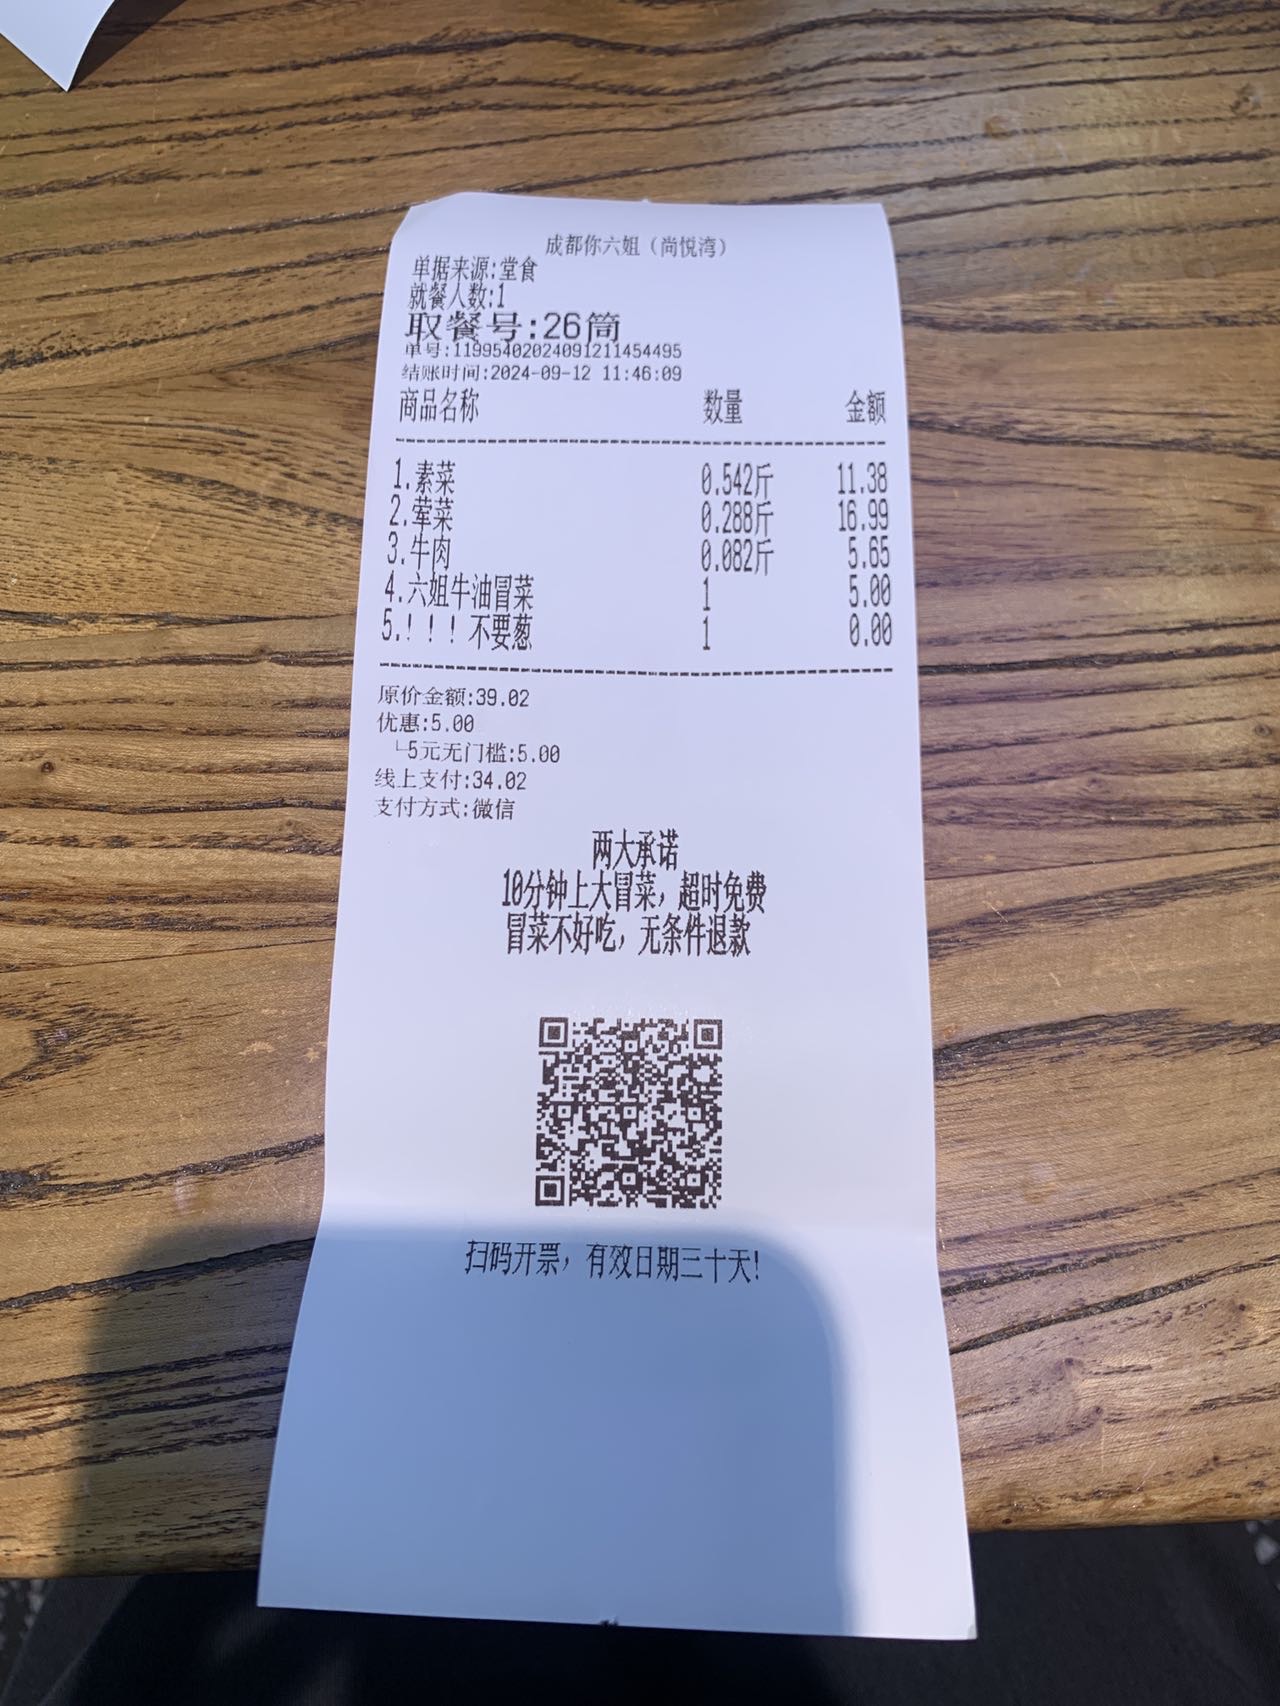 成都你六姐（尚悦湾）
单据来源:堂食
就餐人数:1
取餐号:26筒
单号:11995402024091211454495
结账时间:2024-09-12 11:46:09
商品名称 数量 金额
1.素菜 0.542斤 11.38
2.荤菜 0.288斤 16.99
3.牛肉 0.082斤 5.65
4.六姐牛油冒菜 1 5.00
5.！！！不要葱 1 0.00
原价金额:39.02
优惠:5.00
└5元无门槛:5.00
线上支付:34.02
支付方式:微信
两大承诺
10分钟上大冒菜，超时免费
冒菜不好吃，无条件退款
扫码开票，有效日期三十天!